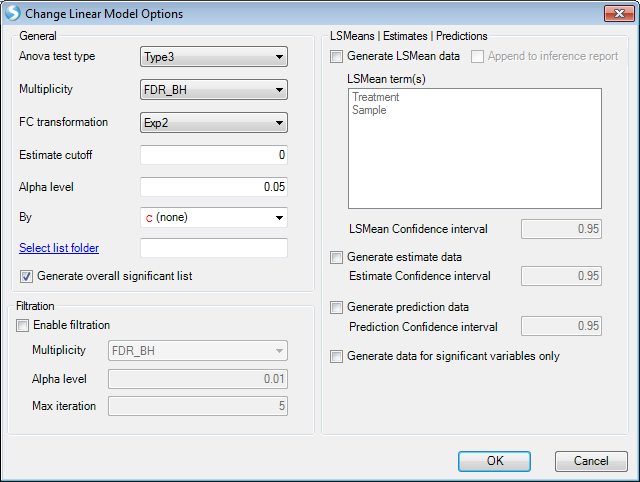 Change Linear Model Options
General
Anova test type
Type3
Multiplicity
FDR_BH
FC transformation
Exp2
Estimate cutoff
0
Alpha level
0.05
By
c (none)
Select list folder
Generate overall significant list
Filtration
Enable filtration
Multiplicity
FDR_BH
Alpha level
0.01
Max iteration
5
LSMeans | Estimates | Predictions
Generate LSMean data
Append to inference report
LSMean term(s)
Treatment
Sample
LSMean Confidence interval
0.95
Generate estimate data
Estimate Confidence interval
0.95
Generate prediction data
Prediction Confidence interval
0.95
Generate data for significant variables only
OK
Cancel